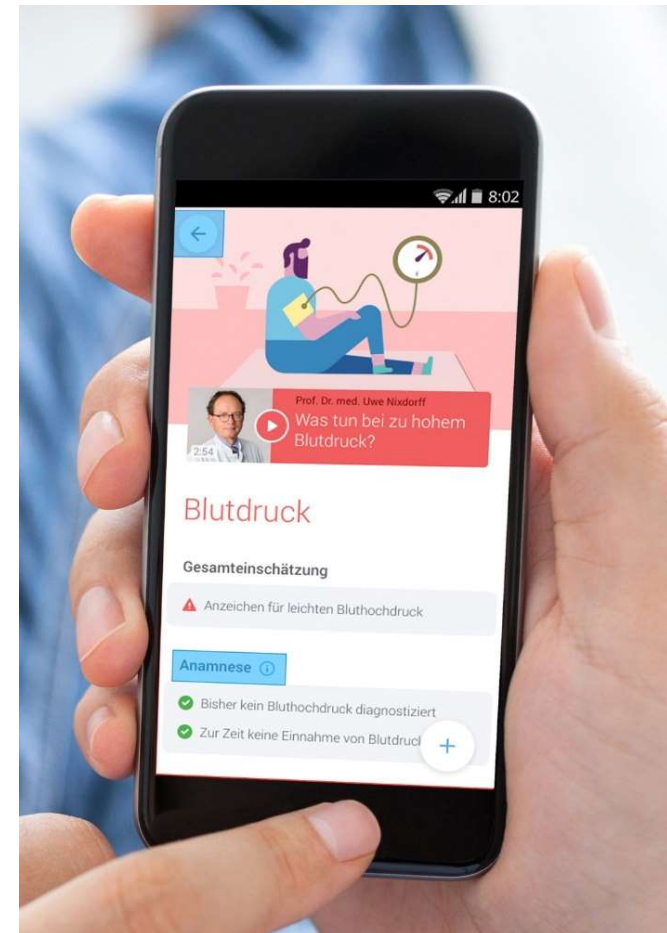 8:02
Prof. Dr. med. Uwe Nixdorff
Was tun bei zu hohem
Blutdruck?
2:54
Blutdruck
Gesamteinschätzung
Anzeichen für leichten Bluthochdruck
Anamnese
Bisher kein Bluthochdruck diagnostiziert
Zur Zeit keine Einnahme von Blutdruck